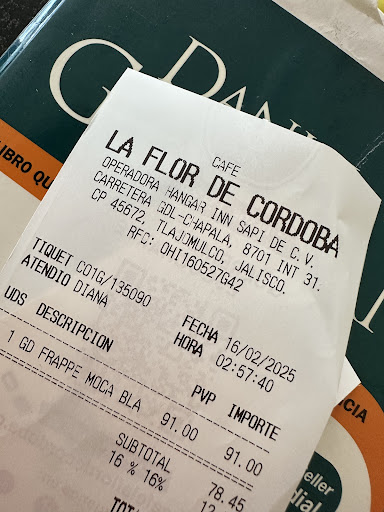 CAFE
LA FLOR DE CORDOBA
OPERADORA HANGAR INN SAPI DE C.V.
CARRETERA GDL-CHAPALA, 8701 INT 31.
CP 45672, TLAJOMULCO, JALISCO.
RFC: OHI160527G42
TIQUET C01G/135090 FECHA 16/02/2025
ATENDIO DIANA HORA 02:57:40
UDS DESCRIPCION PVP IMPORTE
1 GD FRAPPE MOCA BLA 91.00 91.00
SUBTOTAL 78.45
16 % 16%